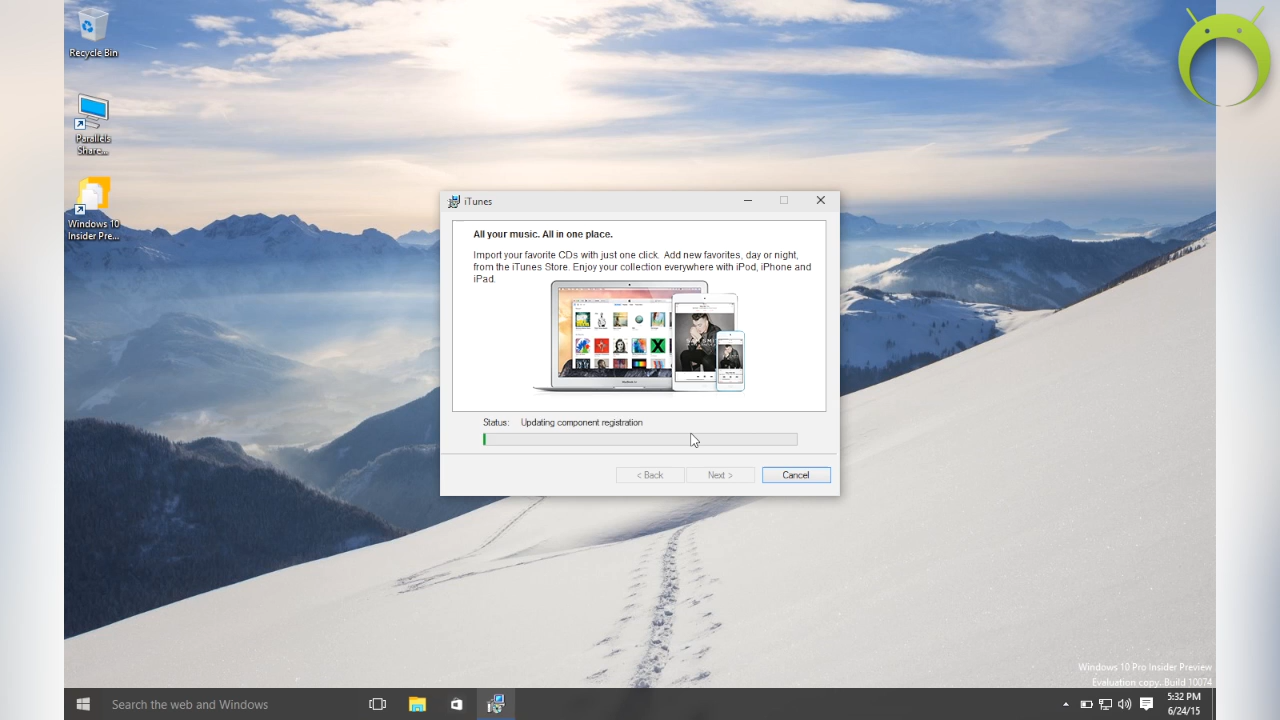 Recycle Bin
Parallels
Share...
Windows 10
Insider Pre...
iTunes
All your music. All in one place.
Import your favorite CDs with just one click. Add new favorites, day or night,
from the iTunes Store. Enjoy your collection everywhere with iPod, iPhone and
iPad.
SAM SMI
Status: Updating component registration
< Back Next > Cancel
Windows 10 Pro Insider Preview
Evaluation copy. Build 10074
Search the web and Windows
5:32 PM
6/24/15